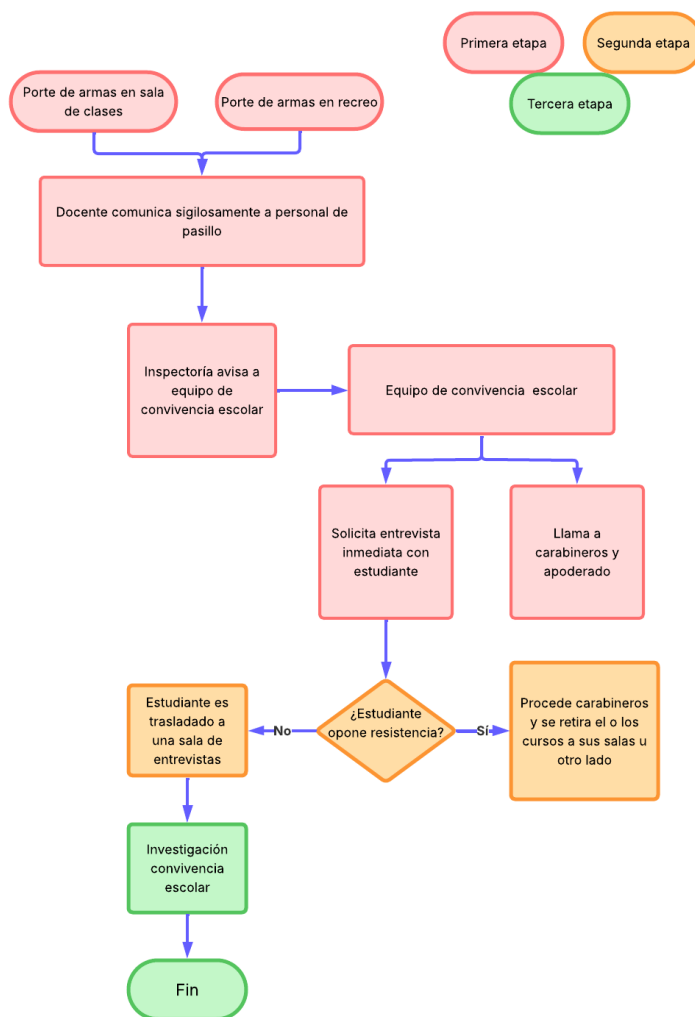 Primera etapa
Segunda etapa
Tercera etapa
Porte de armas en sala
de clases
Porte de armas en recreo
Docente comunica sigilosamente a personal de
pasillo
Inspectoría avisa a
equipo de
convivencia escolar
Equipo de convivencia escolar
Solicita entrevista
inmediata con
estudiante
Llama a
carabineros y
apoderado
¿Estudiante
opone resistencia?
No
Sí
Estudiante es
trasladado a
una sala de
entrevistas
Procede carabineros
y se retira el o los
cursos a sus salas u
otro lado
Investigación
convivencia
escolar
Fin